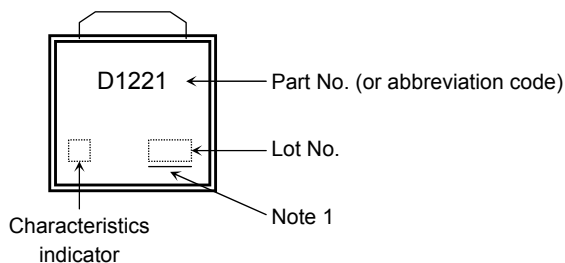 D1221
Part No. (or abbreviation code)
Lot No.
Note 1
Characteristics
indicator